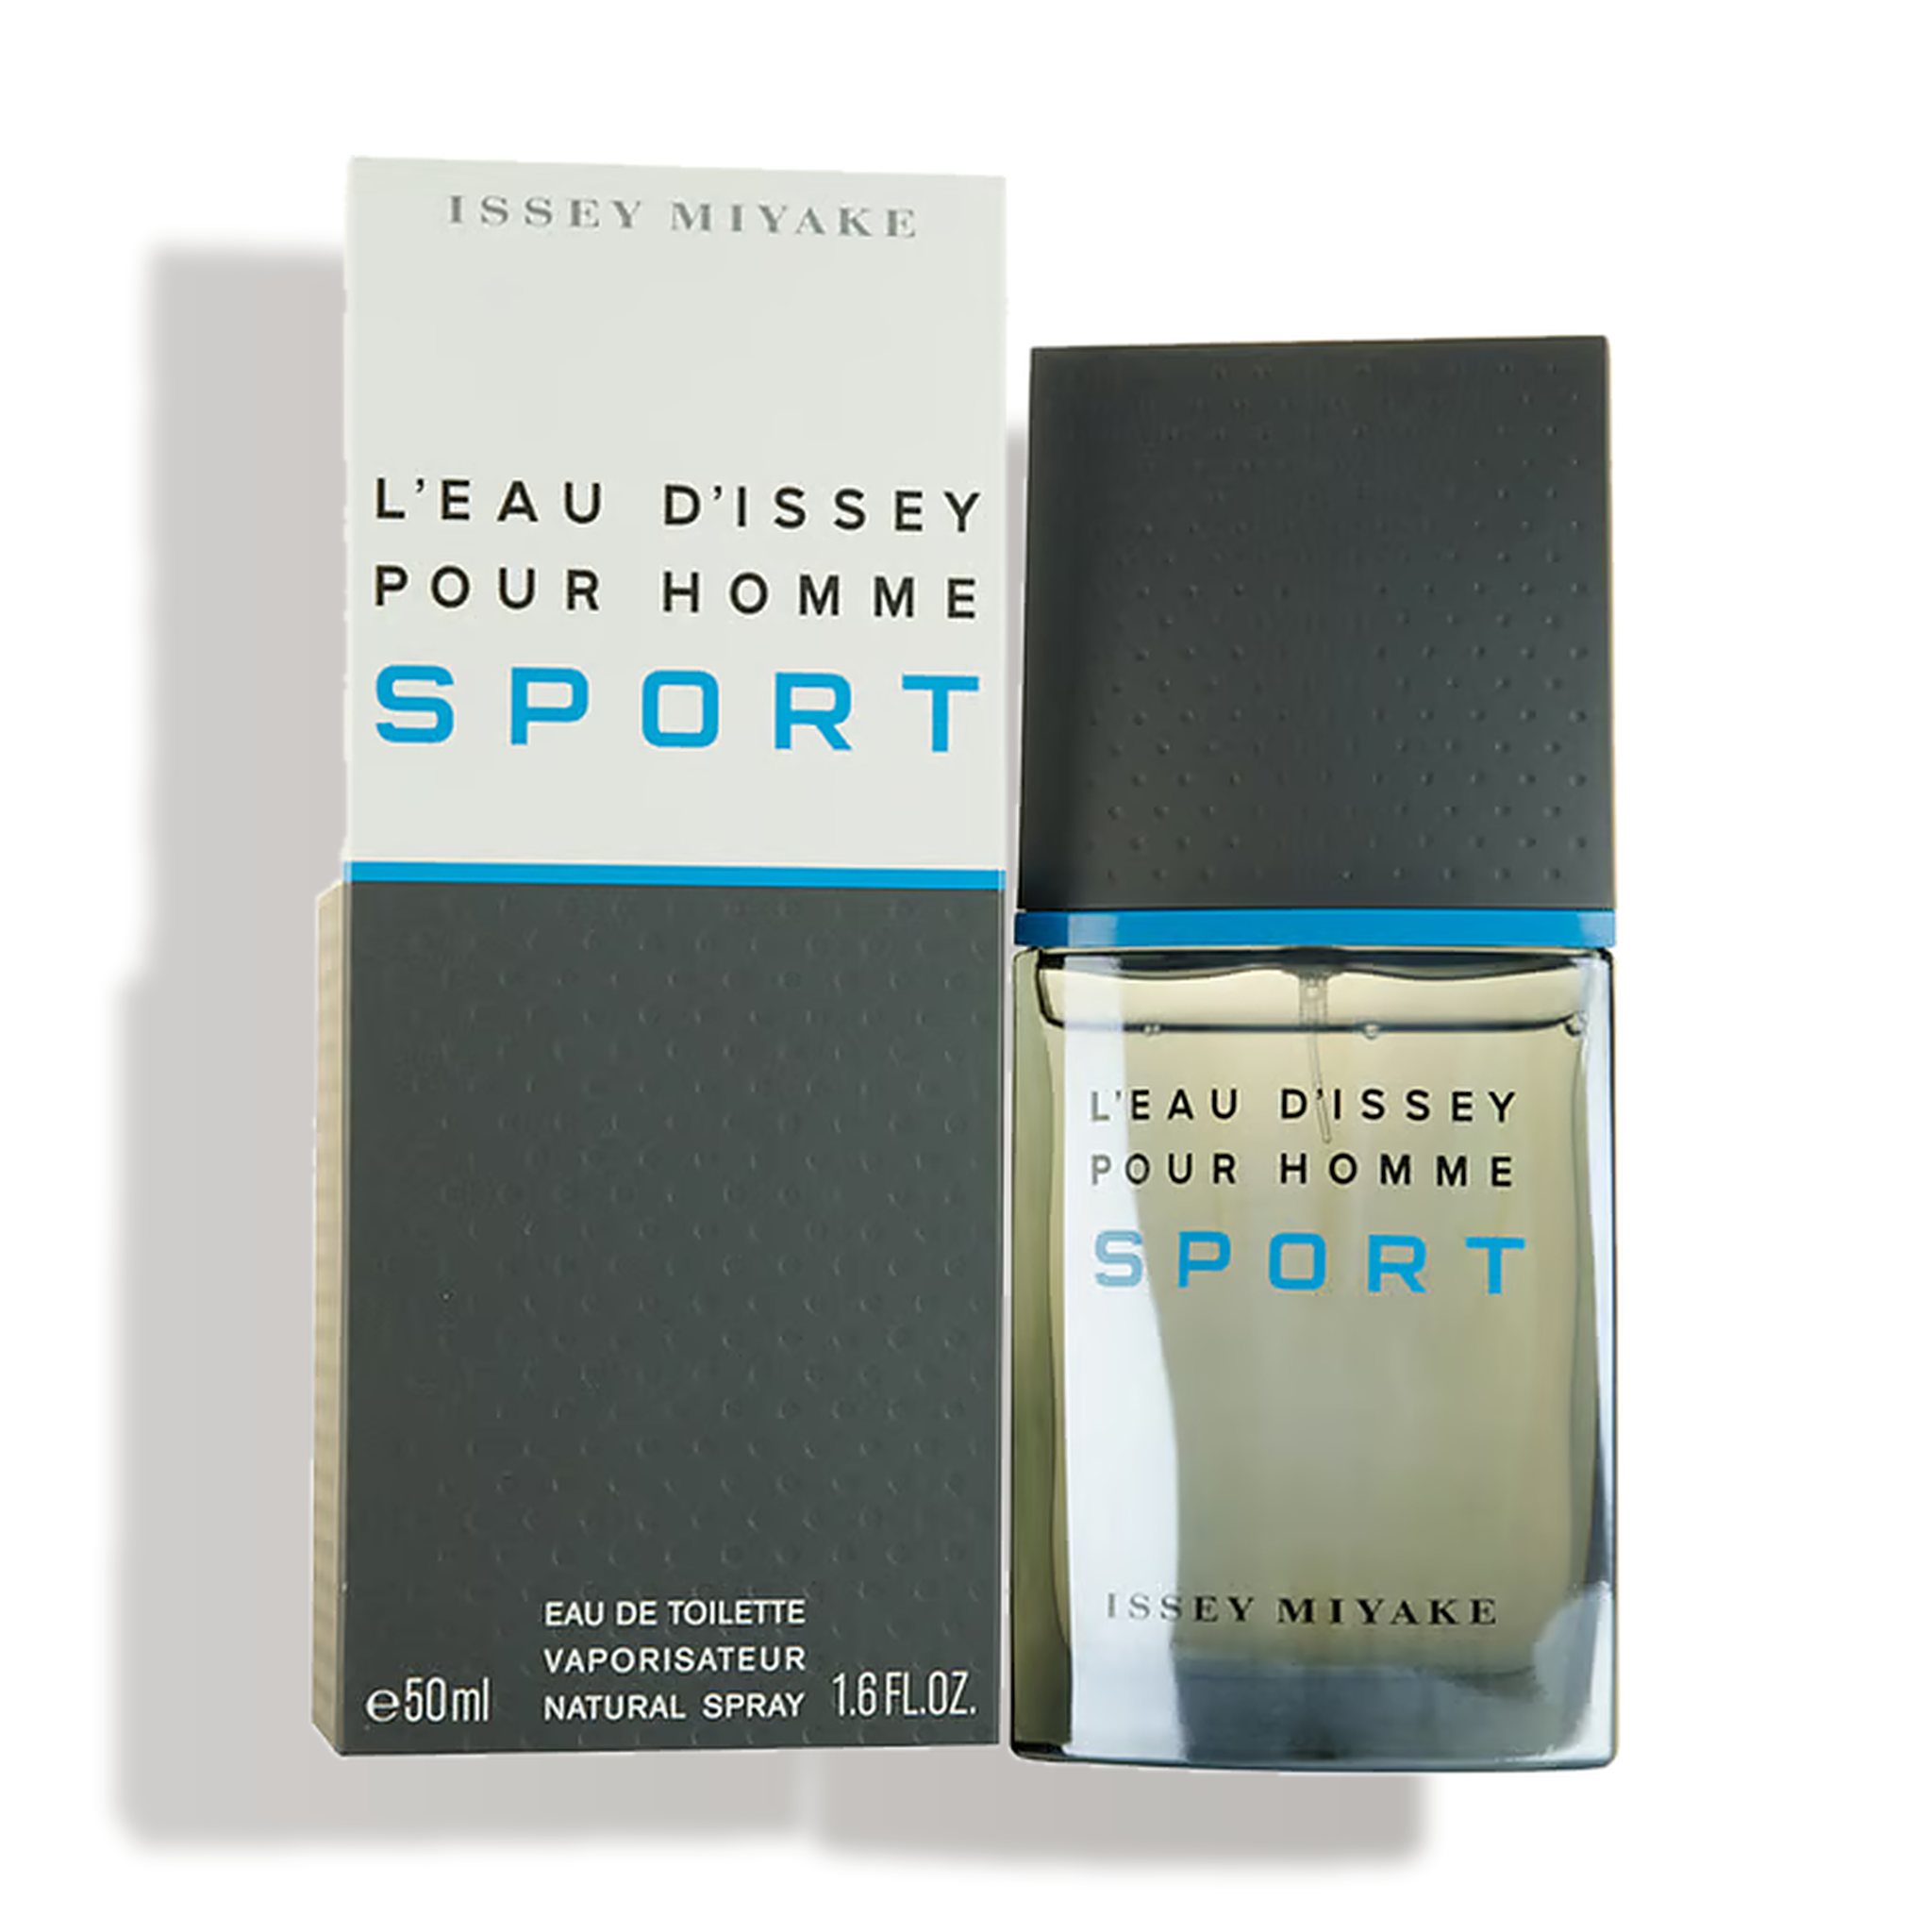 ISSEY MIYAKE
L'EAU D'ISSEY
POUR HOMME
SPORT
EAU DE TOILETTE
VAPORISATEUR
NATURAL SPRAY
℮50ml
1.6 FL.OZ.
L'EAU D'ISSEY
POUR HOMME
SPORT
ISSEY MIYAKE